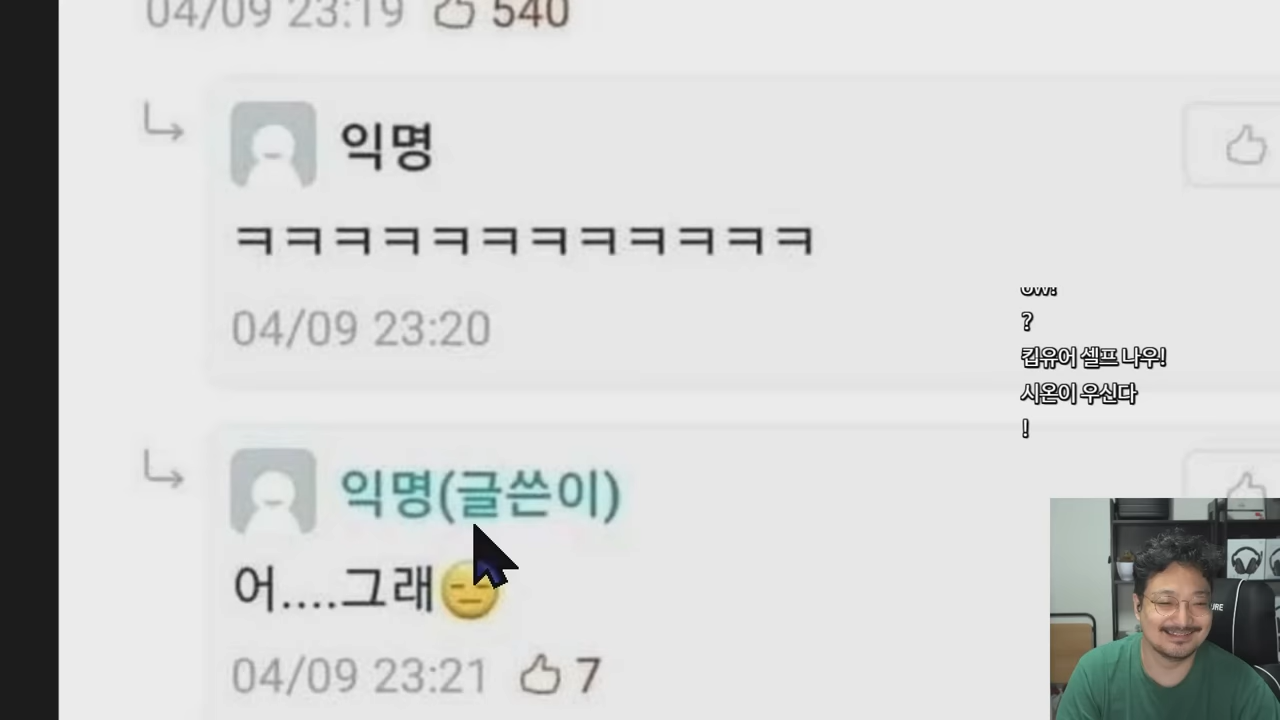 04/09 23:19 540
익명
ㅋㅋㅋㅋㅋㅋㅋㅋㅋㅋㅋㅋ
04/09 23:20
ow!
?
킵유어 셀프 나우!
시온이 우신다
!
익명(글쓴이)
어....그래😑
04/09 23:21 7